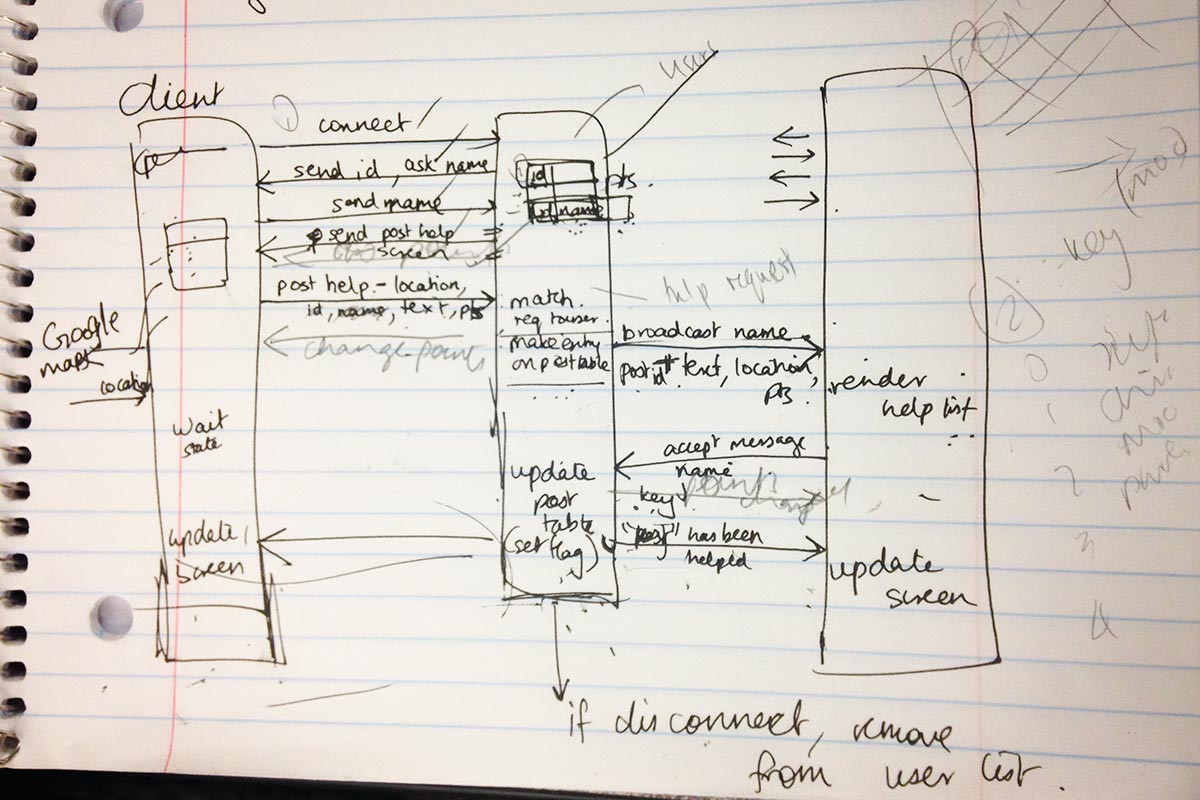 Client
connect
send id, ask name
send name
send post help
screen
post help - location,
id, name, text, pts
change points
Google
maps
location
wait
state
update
screen
users
id
pts.
id name
match
req to user.
make entry
on post table
update
post
table
(set flag)
help request
broadcast name
post id text, location,
pts.
accept message
name
key
points
change
"post" has been
helped
render
help list
update
screen
if disconnect, remove
from user list.
key
(2)
0
1
2
3
4